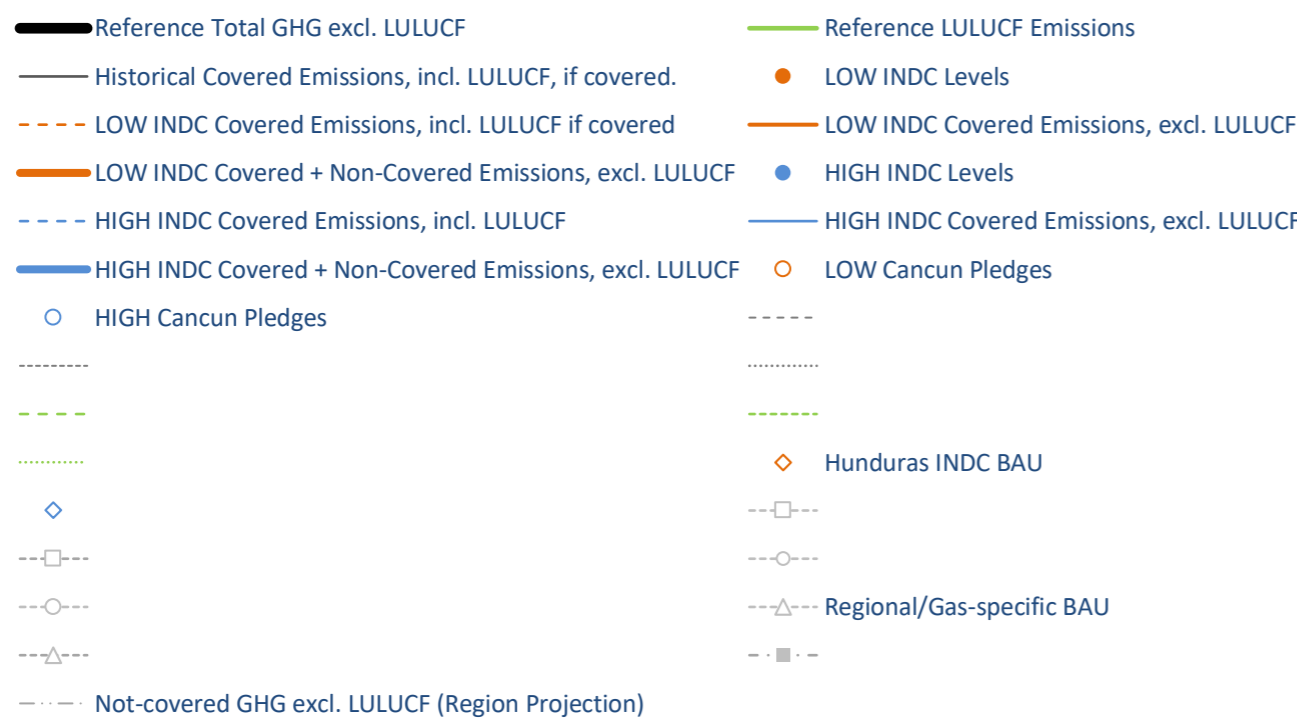 Reference Total GHG excl. LULUCF
Reference LULUCF Emissions
Historical Covered Emissions, incl. LULUCF, if covered.
LOW INDC Levels
LOW INDC Covered Emissions, incl. LULUCF if covered
LOW INDC Covered Emissions, excl. LULUCF
LOW INDC Covered + Non-Covered Emissions, excl. LULUCF
HIGH INDC Levels
HIGH INDC Covered Emissions, incl. LULUCF
HIGH INDC Covered Emissions, excl. LULUCF
HIGH INDC Covered + Non-Covered Emissions, excl. LULUCF
LOW Cancun Pledges
HIGH Cancun Pledges
Hunduras INDC BAU
Regional/Gas-specific BAU
Not-covered GHG excl. LULUCF (Region Projection)